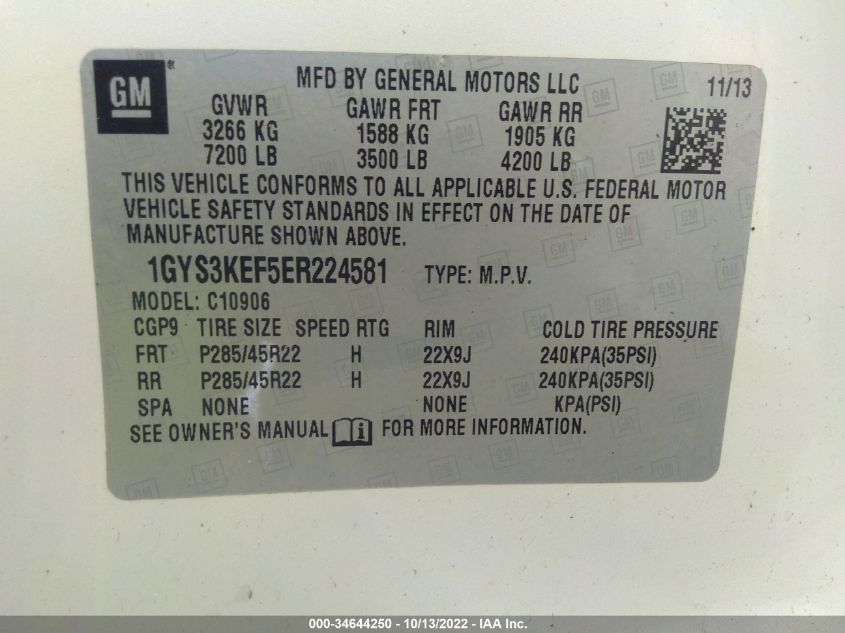 GM ® MFD BY GENERAL MOTORS LLC 11/13
GVWR GAWR FRT GAWR RR
3266 KG 1588 KG 1905 KG
7200 LB 3500 LB 4200 LB
THIS VEHICLE CONFORMS TO ALL APPLICABLE U.S. FEDERAL MOTOR
VEHICLE SAFETY STANDARDS IN EFFECT ON THE DATE OF
MANUFACTURE SHOWN ABOVE.
1GYS3KEF5ER224581 TYPE: M.P.V.
MODEL: C10906
CGP9 TIRE SIZE SPEED RTG RIM COLD TIRE PRESSURE
FRT P285/45R22 H 22X9J 240KPA(35PSI)
RR P285/45R22 H 22X9J 240KPA(35PSI)
SPA NONE NONE KPA(PSI)
SEE OWNER'S MANUAL FOR MORE INFORMATION.
000-34644250 - 10/13/2022 - IAA Inc.